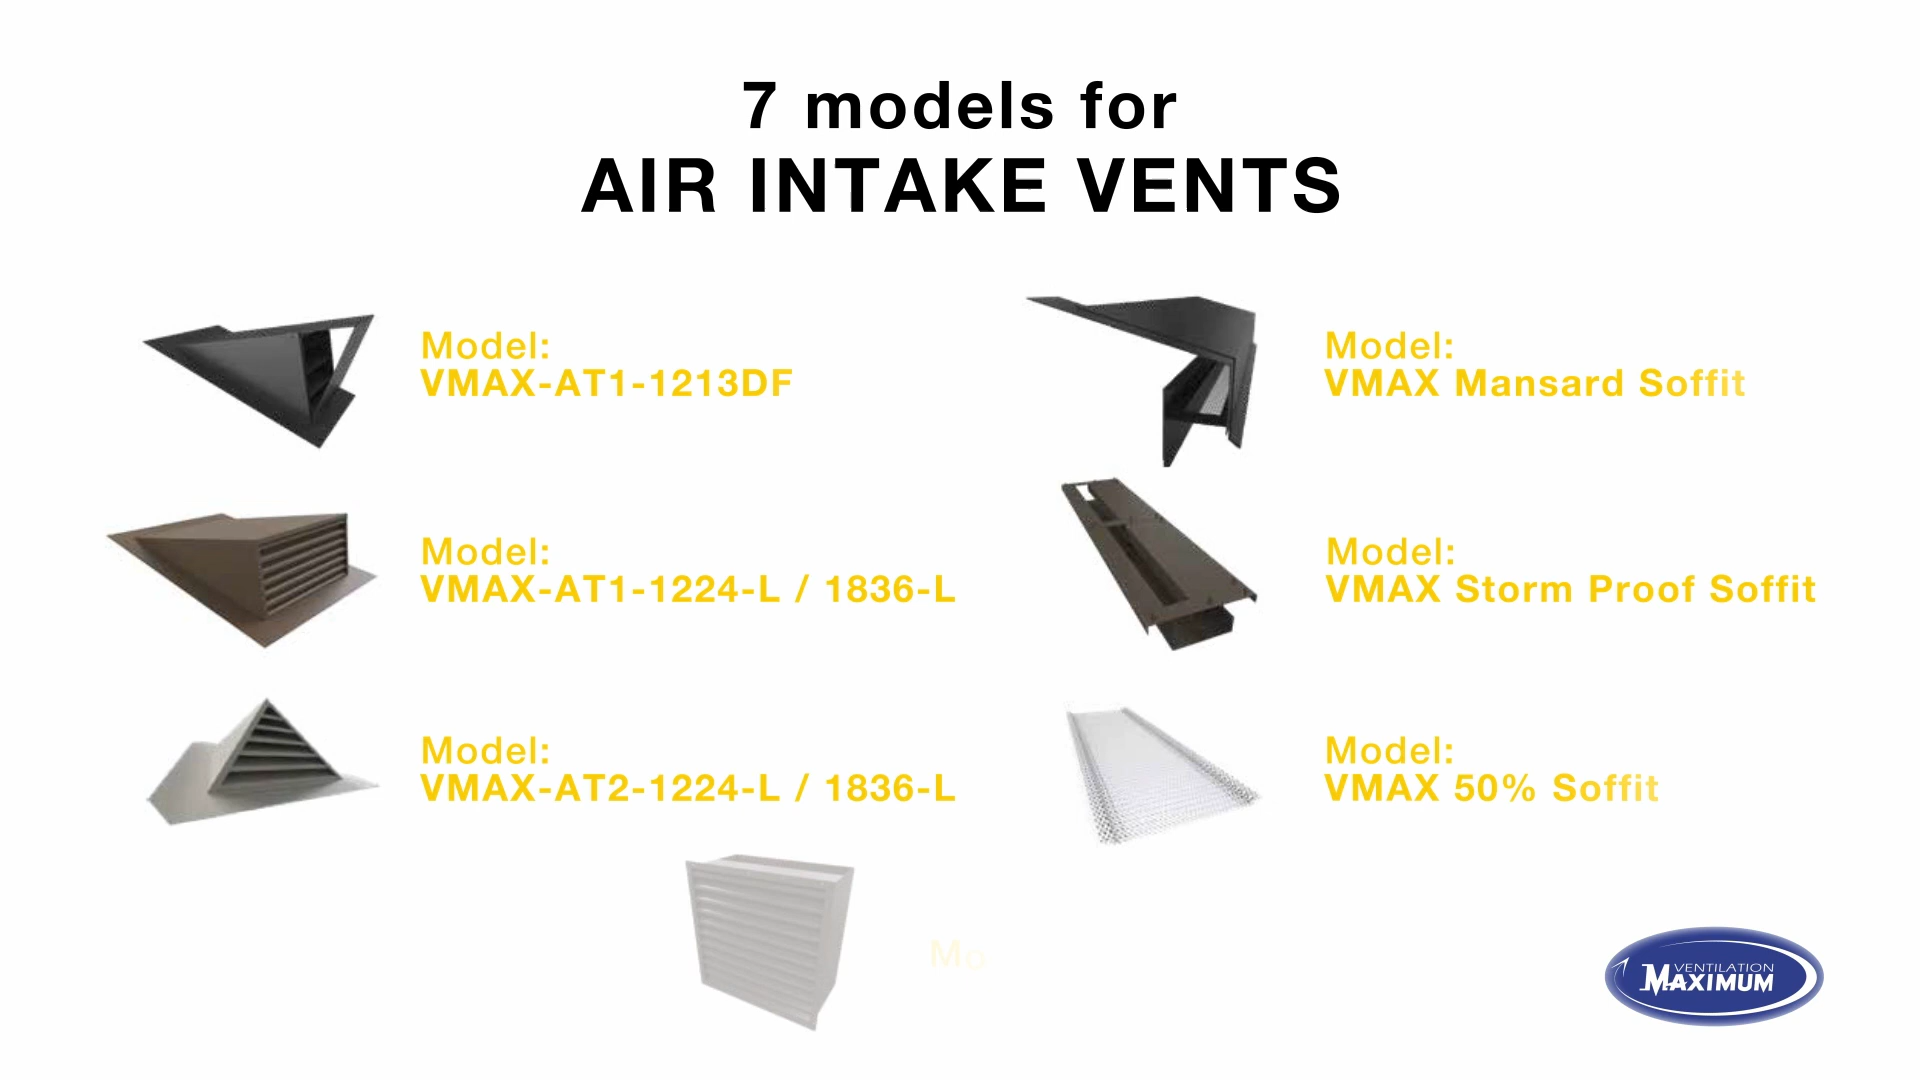 7 models for
AIR INTAKE VENTS
Model:
VMAX-AT1-1213DF
Model:
VMAX-AT1-1224-L / 1836-L
Model:
VMAX-AT2-1224-L / 1836-L
Model:
VMAX Mansard Soffit
Model:
VMAX Storm Proof Soffit
Model:
VMAX 50% Soffit
Mo
VENTILATION
MAXIMUM